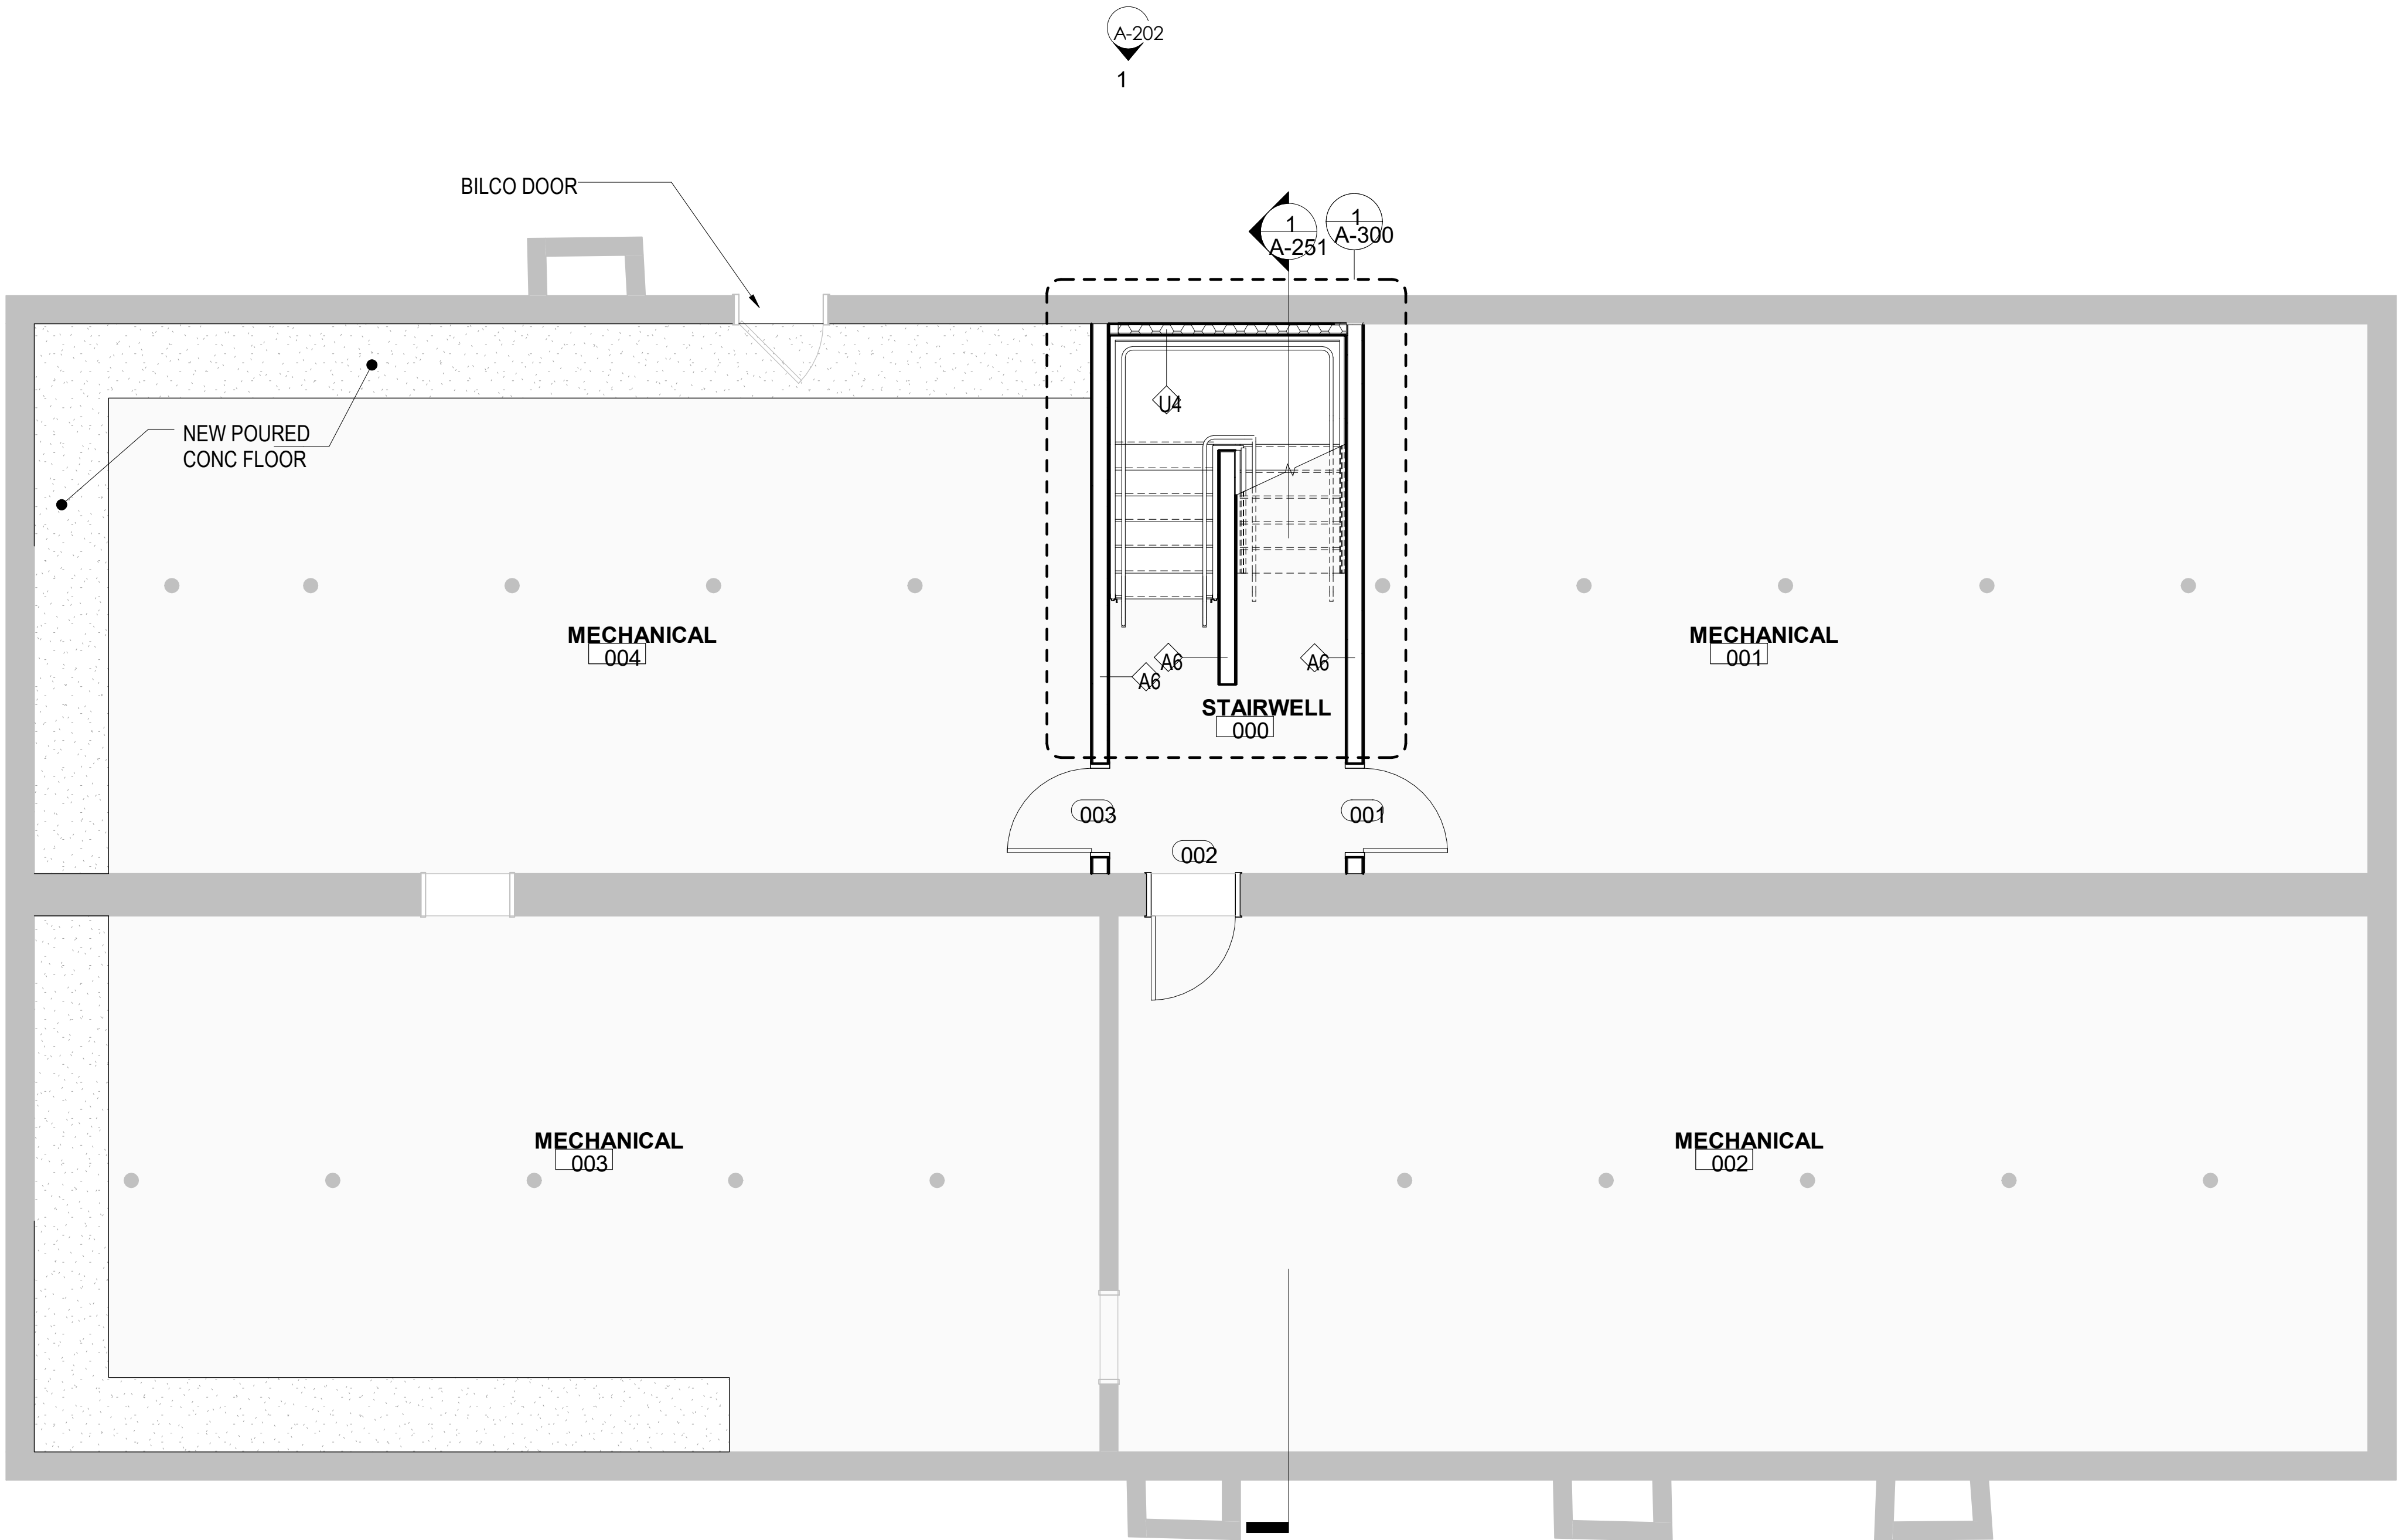 A-202
1
BILCO DOOR
1
A-251
1
A-300
U4
NEW POURED
CONC FLOOR
MECHANICAL
004
MECHANICAL
001
A6
A6
A6
STAIRWELL
000
003
001
002
MECHANICAL
003
MECHANICAL
002